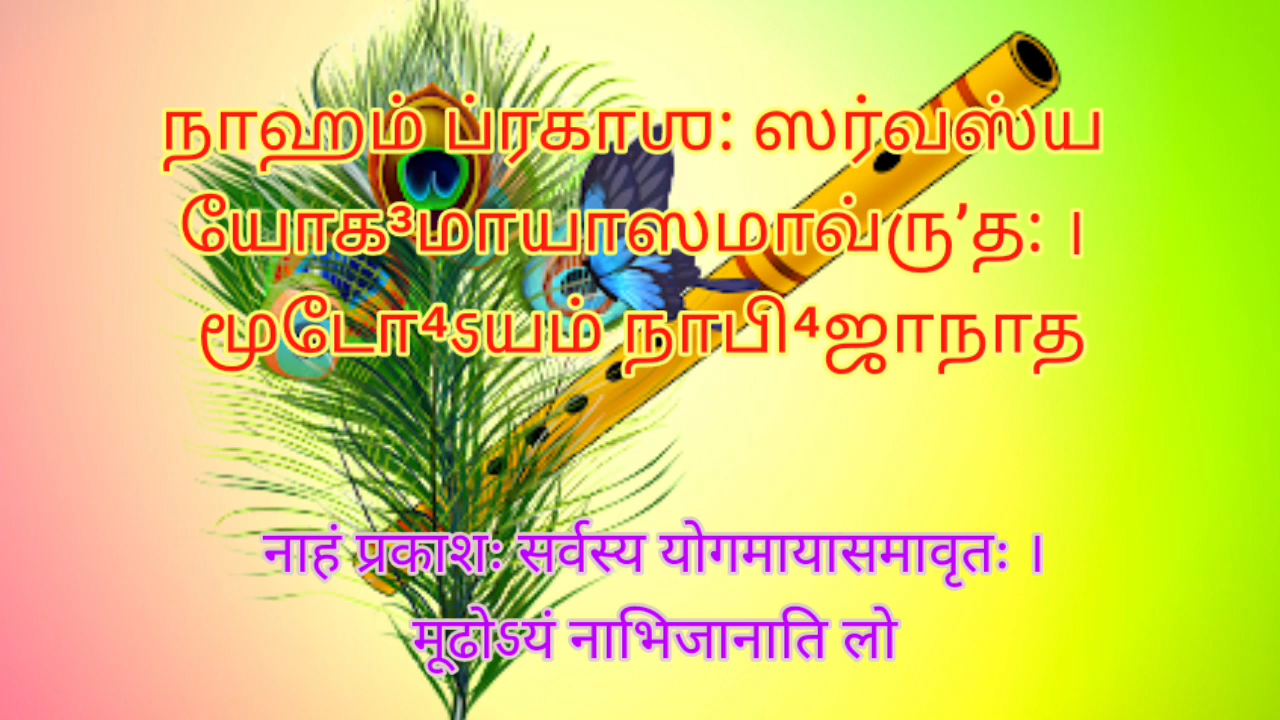 நாஹம் ப்ரகாஶ: ஸர்வஸ்ய
யோக³மாயாஸமாவ்ரு’த: ।
மூடோ⁴ऽயம் நாபி⁴ஜாநாத
नाहं प्रकाशः सर्वस्य योगमायासमावृतः ।
मूढोऽयं नाभिजानाति लो